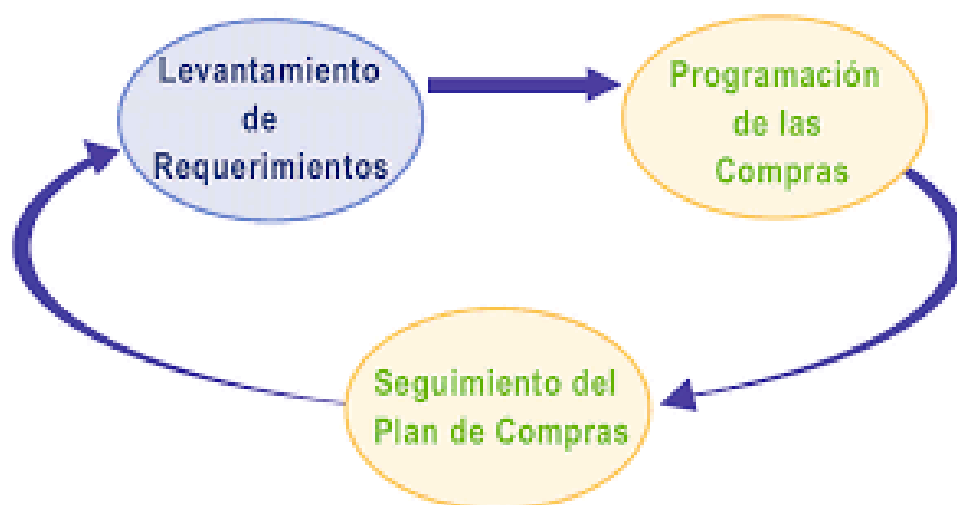 Levantamiento
de
Requerimientos
Programación
de las
Compras
Seguimiento del
Plan de Compras